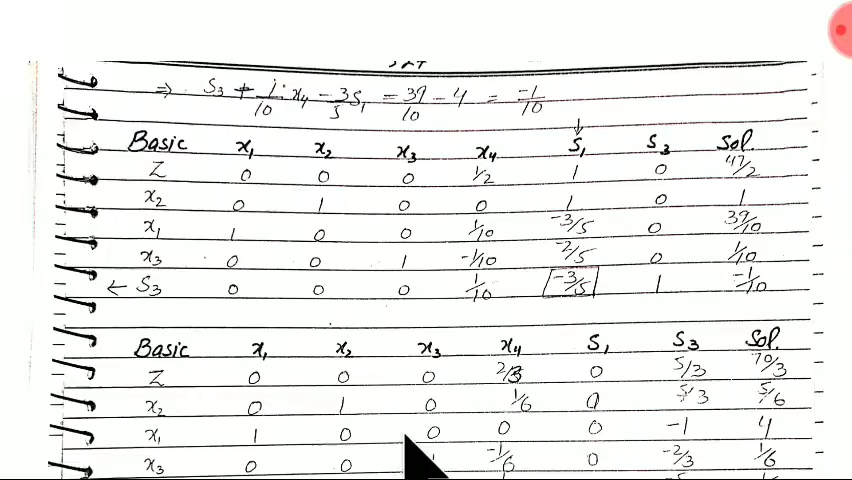 ⇒ S3 + 1/10 x4 - 3/5 S1 = 39/10 - 4 = -1/10
Basic x1 x2 x3 x4 S1 S3 Sol
Z 0 0 0 1/2 1 0 47/2
x2 0 1 0 0 1 0 1
x1 1 0 0 1/10 -3/5 0 39/10
x3 0 0 1 -1/10 -2/5 0 1/10
← S3 0 0 0 1/10 -3/5 1 -1/10
Basic x1 x2 x3 x4 S1 S3 Sol.
Z 0 0 0 2/3 0 5/3 70/3
x2 0 1 0 1/6 0 5/3 5/6
x1 1 0 0 0 0 -1 4
x3 0 0 -1/6 0 -2/3 1/6